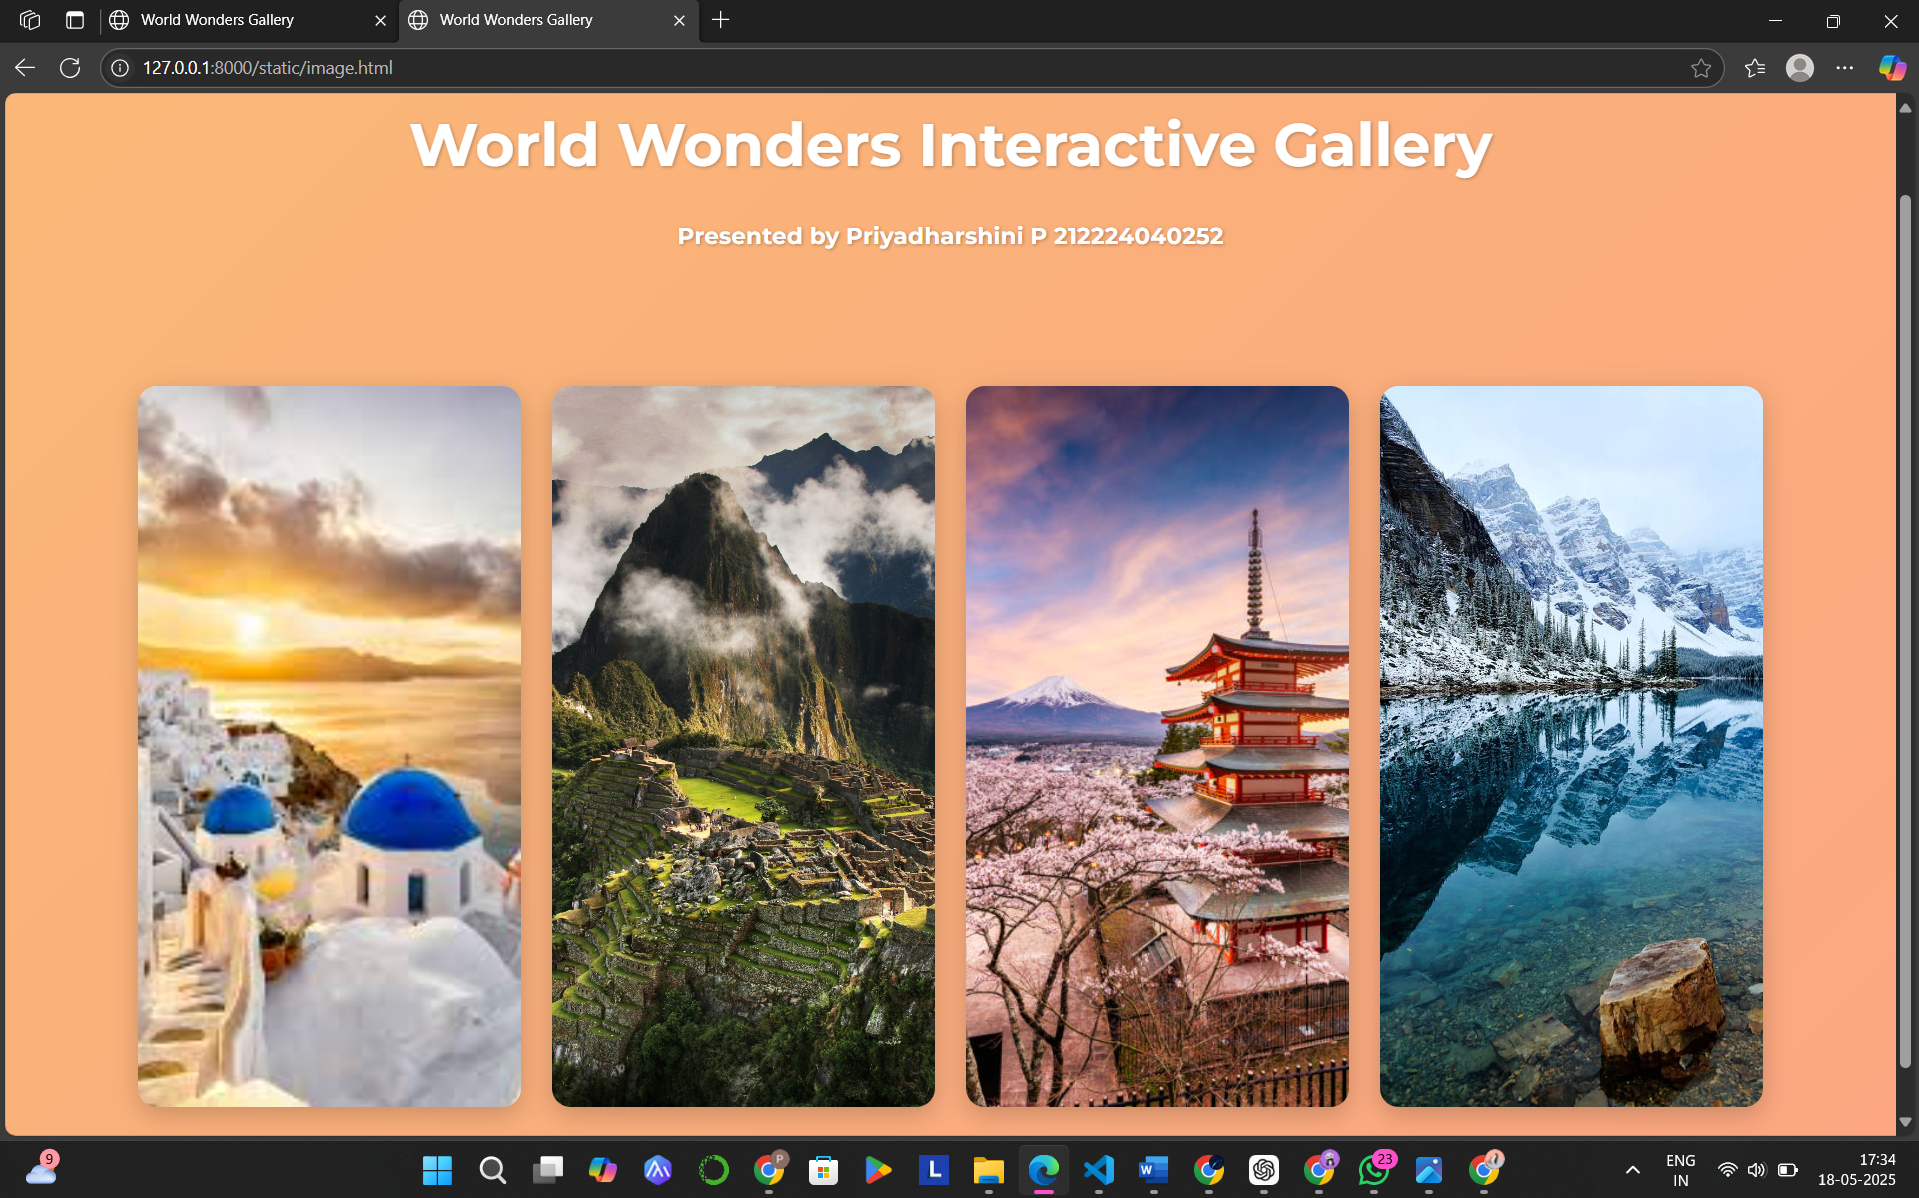 World Wonders Gallery
World Wonders Gallery
127.0.0.1:8000/static/image.html
World Wonders Interactive Gallery
Presented by Priyadharshini P 212224040252
9
P
L
W
23
ENG
IN
17:34
18-05-2025